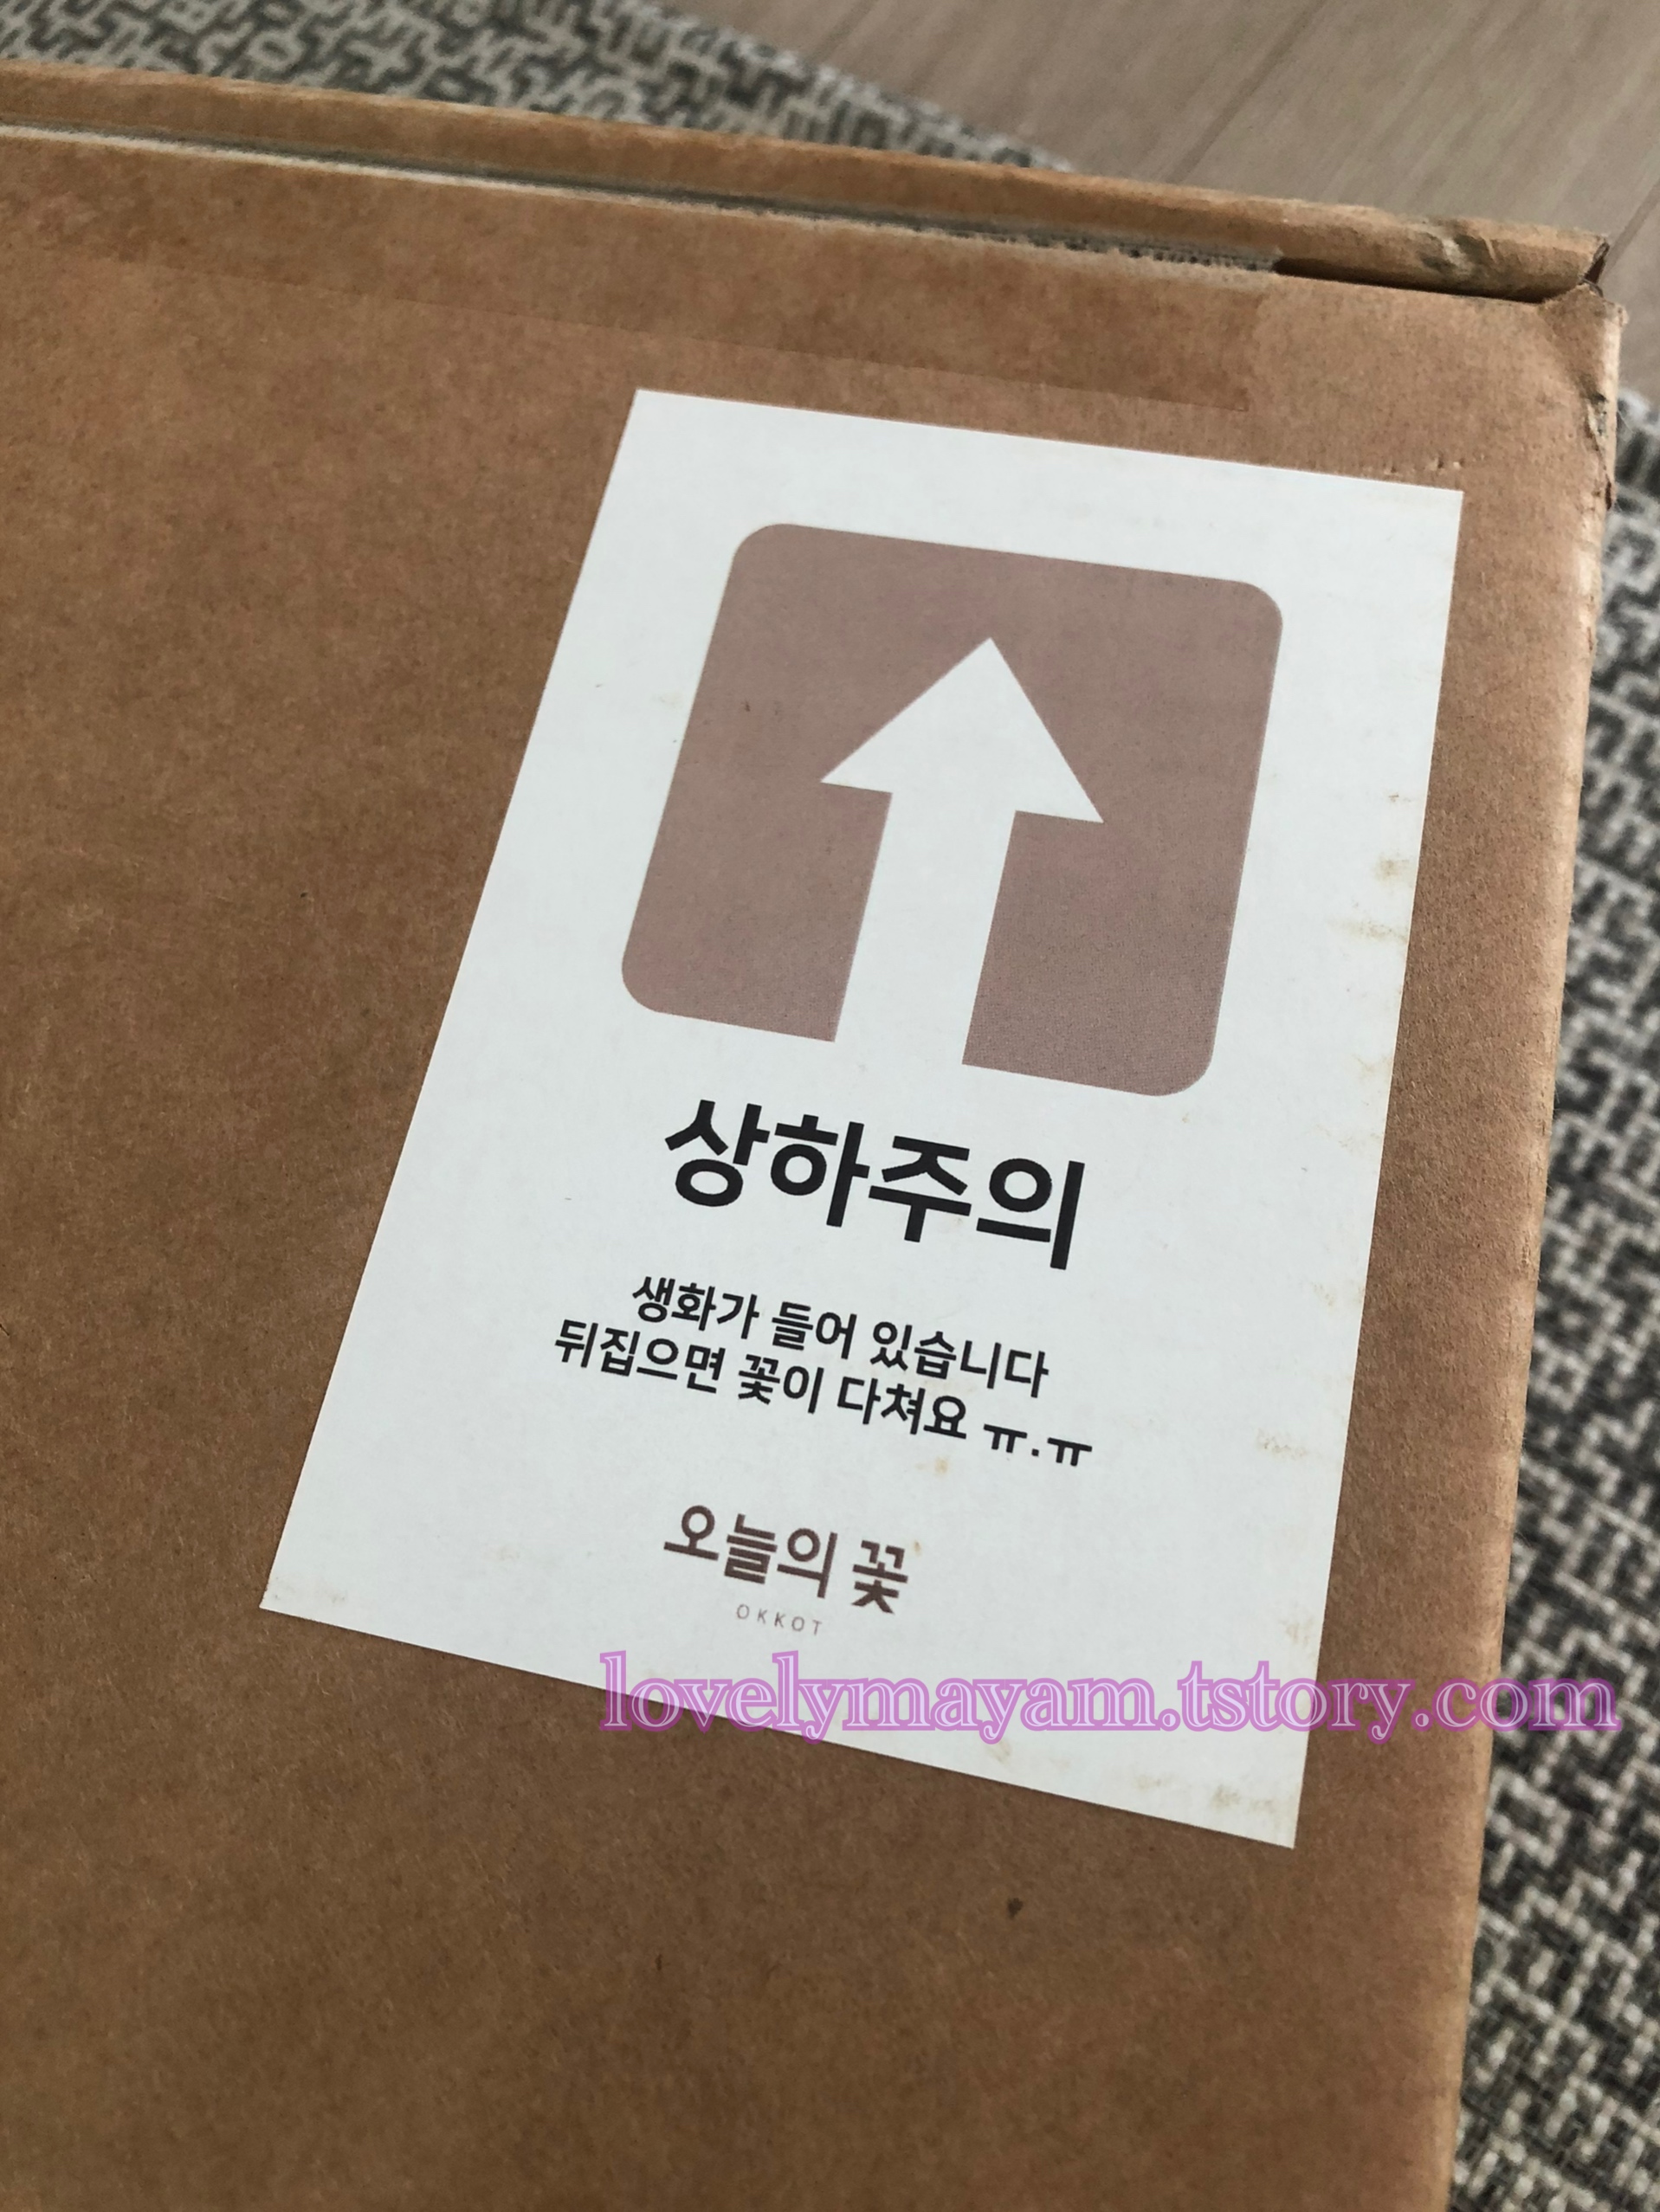 상하주의
생화가 들어 있습니다
뒤집으면 꽃이 다쳐요 ㅠ.ㅠ
오늘의 꽃
OKKOT
lovelymayam.tstory.com